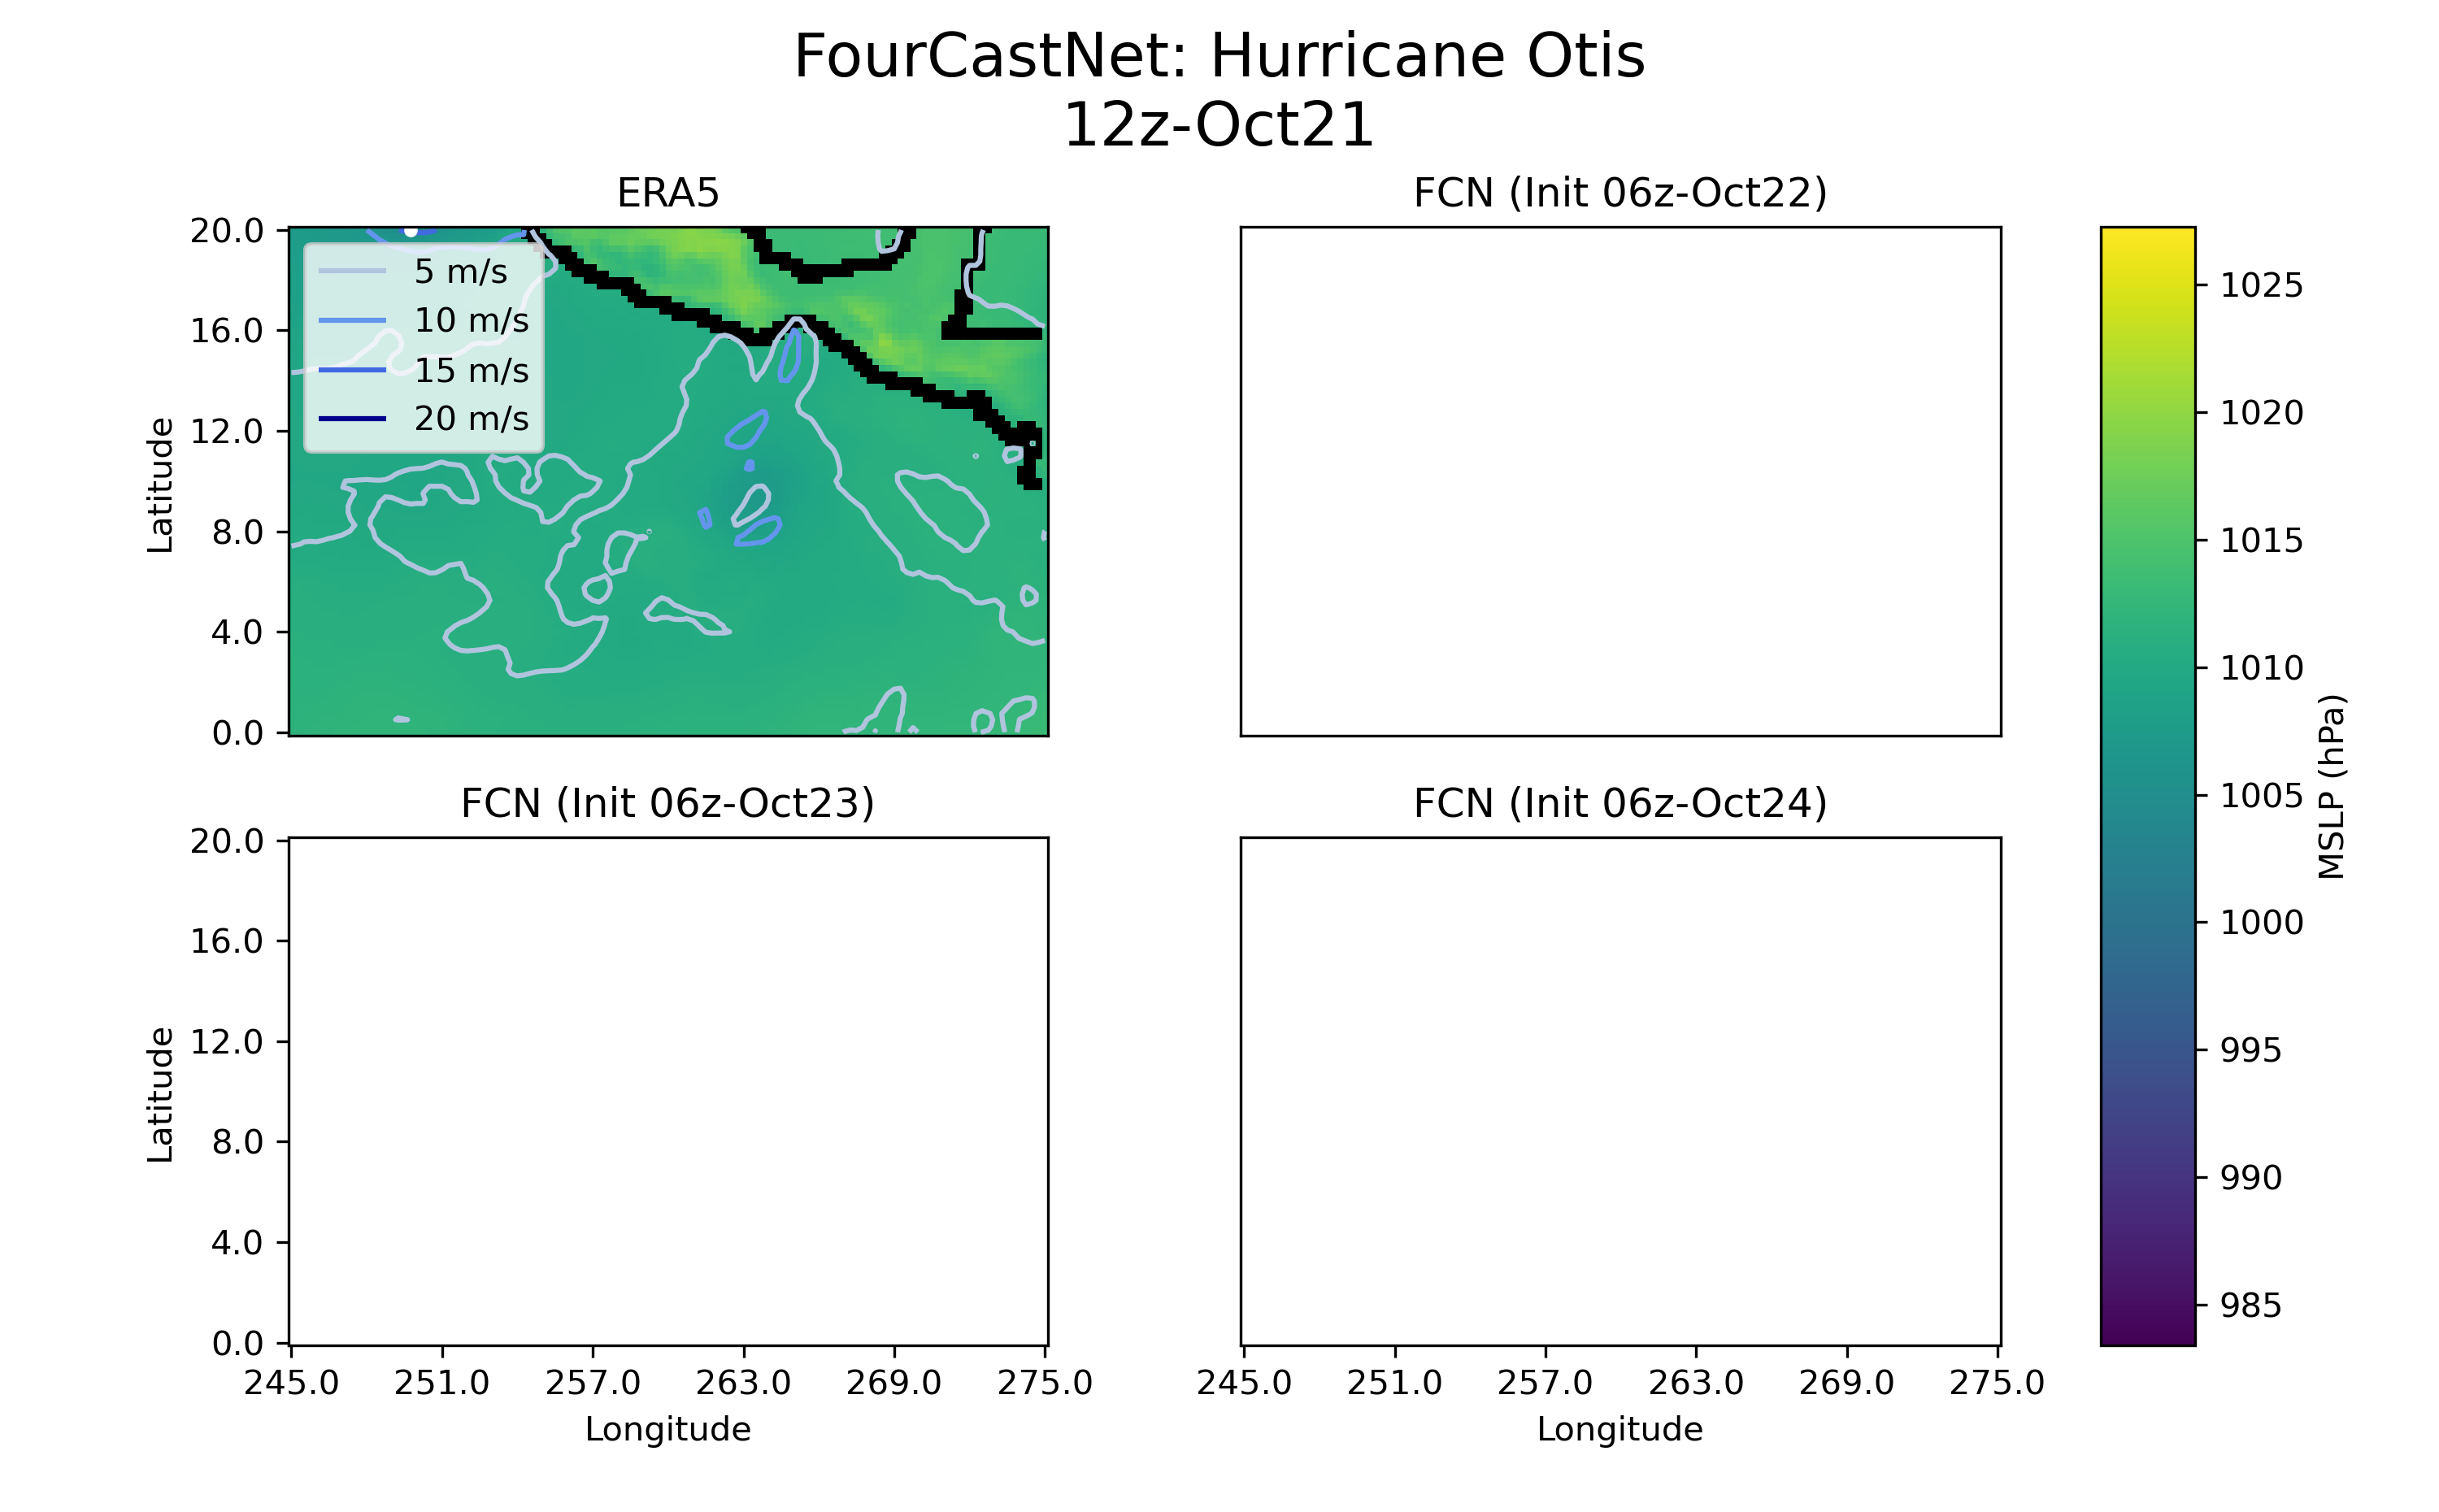 FourCastNet: Hurricane Otis
12z-Oct21
ERA5
FCN (Init 06z-Oct22)
20.0
16.0
12.0
8.0
4.0
0.0
Latitude
5 m/s
10 m/s
15 m/s
20 m/s
FCN (Init 06z-Oct23)
FCN (Init 06z-Oct24)
20.0
16.0
12.0
8.0
4.0
0.0
Latitude
245.0 251.0 257.0 263.0 269.0 275.0
Longitude
245.0 251.0 257.0 263.0 269.0 275.0
Longitude
1025
1020
1015
1010
1005
1000
995
990
985
MSLP (hPa)